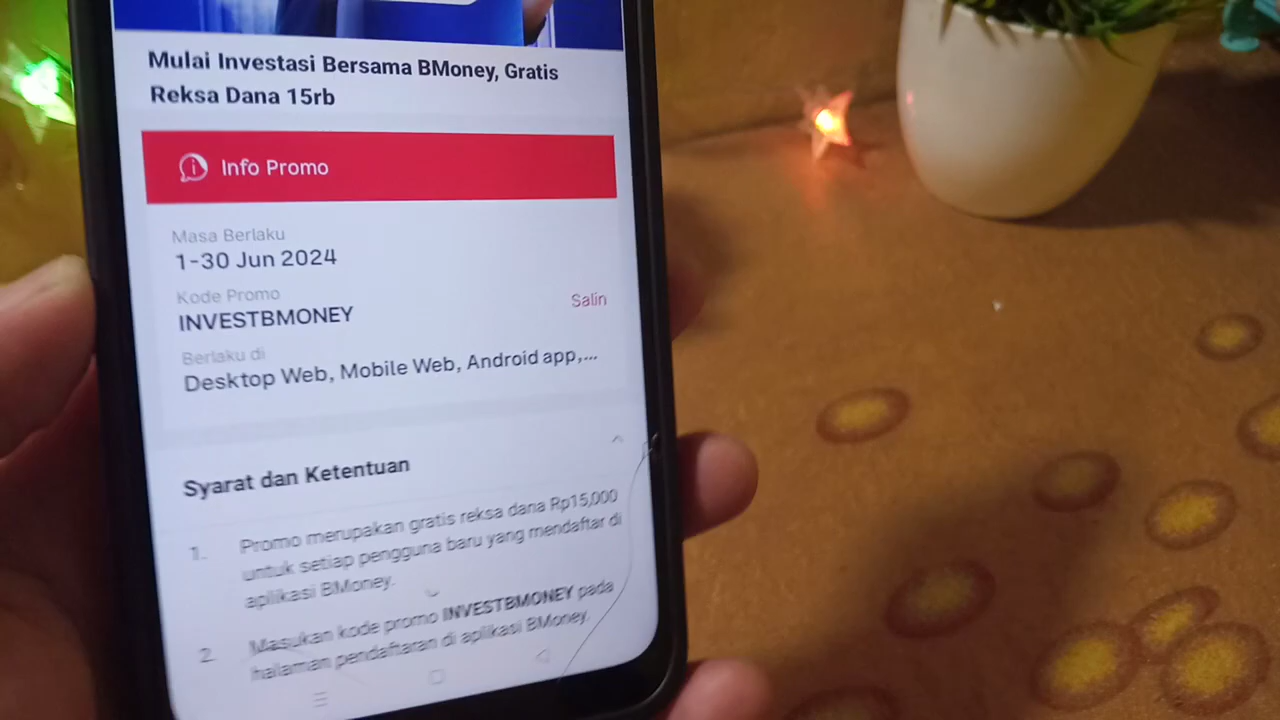 Mulai Investasi Bersama BMoney, Gratis
Reksa Dana 15rb
Info Promo
Masa Berlaku
1-30 Jun 2024
Kode Promo
INVESTBMONEY
Salin
Berlaku di
Desktop Web, Mobile Web, Android app,...
Syarat dan Ketentuan
1. Promo merupakan gratis reksa dana Rp15,000
untuk setiap pengguna baru yang mendaftar di
aplikasi BMoney.
2. Masukan kode promo INVESTBMONEY pada
halaman pendaftaran di aplikasi BMoney.